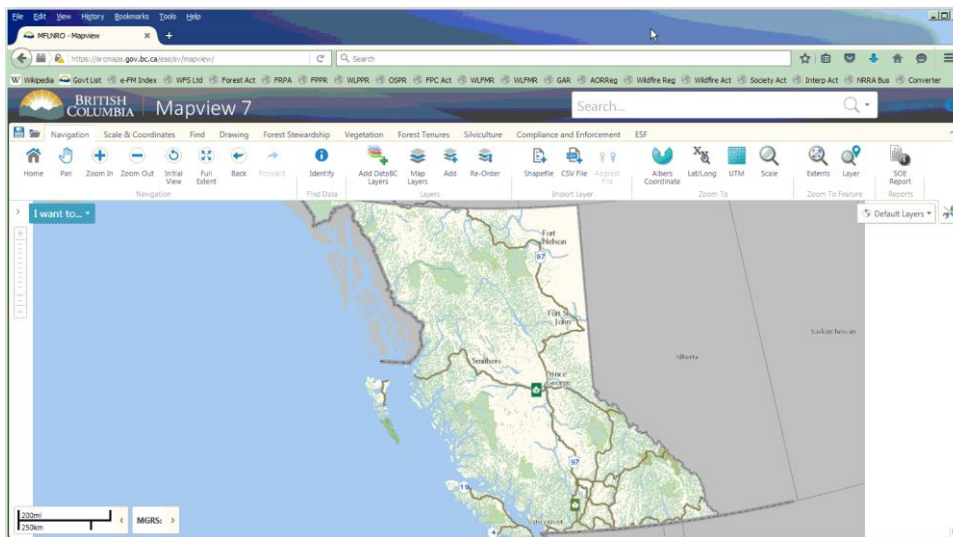 File Edit View History Bookmarks Tools Help
MFLNRO - Mapview × +
https://arcmaps.gov.bc.ca/ess/sv/mapview/ Search
Wikipedia Govt List e-FM Index WFS Ltd Forest Act FRPA FPPR WLPPR OSPR FPC Act WLFMR WLFMR GAR AORReg Wildfire Reg Wildfire Act Society Act Interp Act NRRA Bus Converter
BRITISH COLUMBIA Mapview 7 Search...
Navigation Scale & Coordinates Find Drawing Forest Stewardship Vegetation Forest Tenures Silviculture Compliance and Enforcement ESF
Home Pan Zoom In Zoom Out Initial View Full Extent Back Forward Identify Add DataBC Layers Map Layers Add Re-Order Shapefile CSV File Address File Albers Coordinate Lat/Long UTM Scale Extents Layer SOE Report
Navigation Find Data Layers Import Layer Zoom To Zoom To Feature Reports
I want to... Default Layers
Fort Nelson
97
Fort St. John
Saskatchewan
Alberta
Smithers
Prince George
97
19
Vancouver
4
200mi
250km
MGRS: